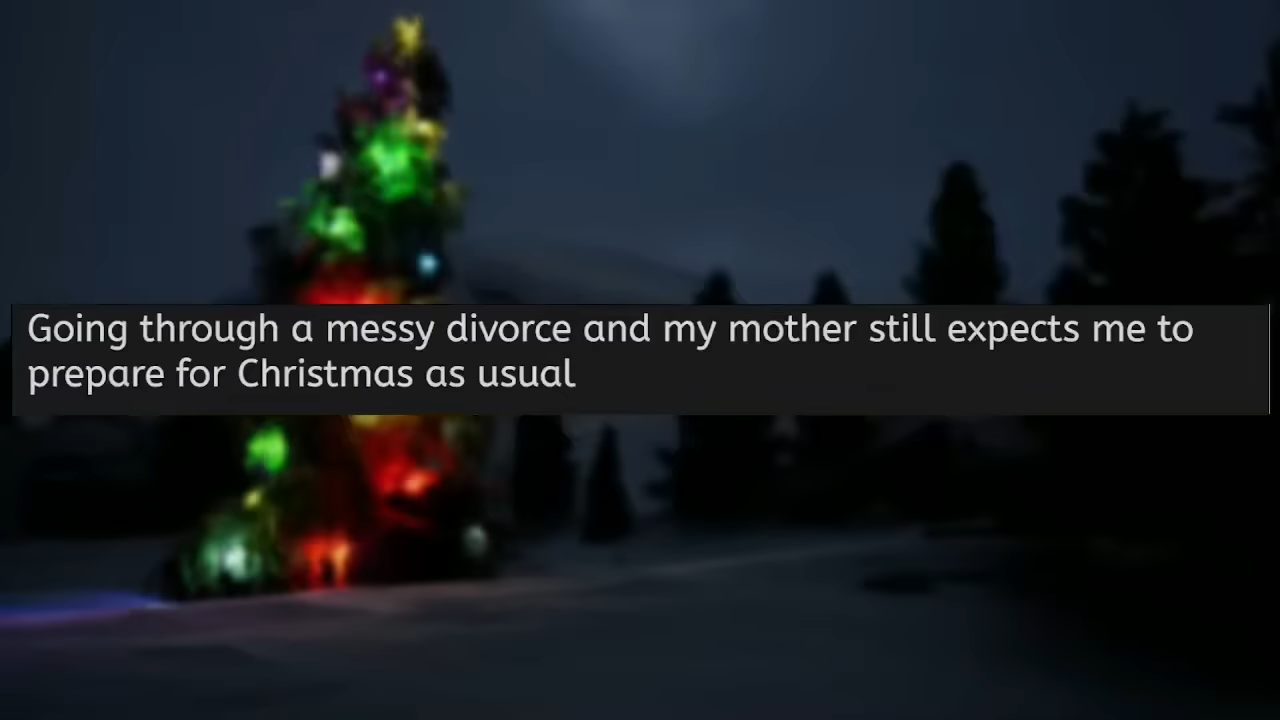 Going through a messy divorce and my mother still expects me to
prepare for Christmas as usual